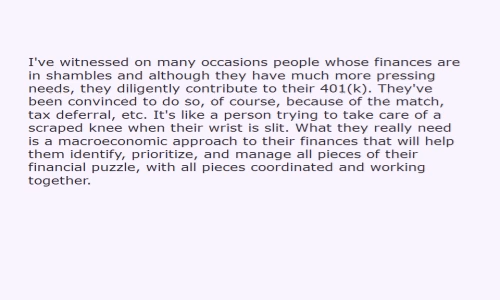 I've witnessed on many occasions people whose finances are
in shambles and although they have much more pressing
needs, they diligently contribute to their 401(k). They've
been convinced to do so, of course, because of the match,
tax deferral, etc. It's like a person trying to take care of a
scraped knee when their wrist is slit. What they really need
is a macroeconomic approach to their finances that will help
them identify, prioritize, and manage all pieces of their
financial puzzle, with all pieces coordinated and working
together.